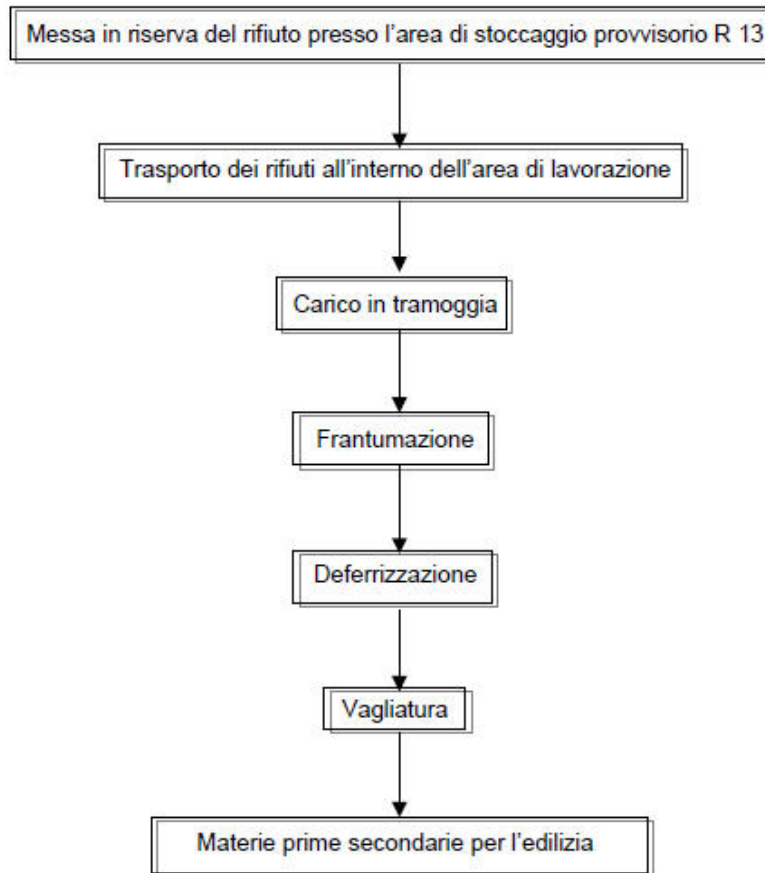 Messa in riserva del rifiuto presso l'area di stoccaggio provvisorio R 13
Trasporto dei rifiuti all'interno dell'area di lavorazione
Carico in tramoggia
Frantumazione
Deferrizzazione
Vagliatura
Materie prime secondarie per l'edilizia